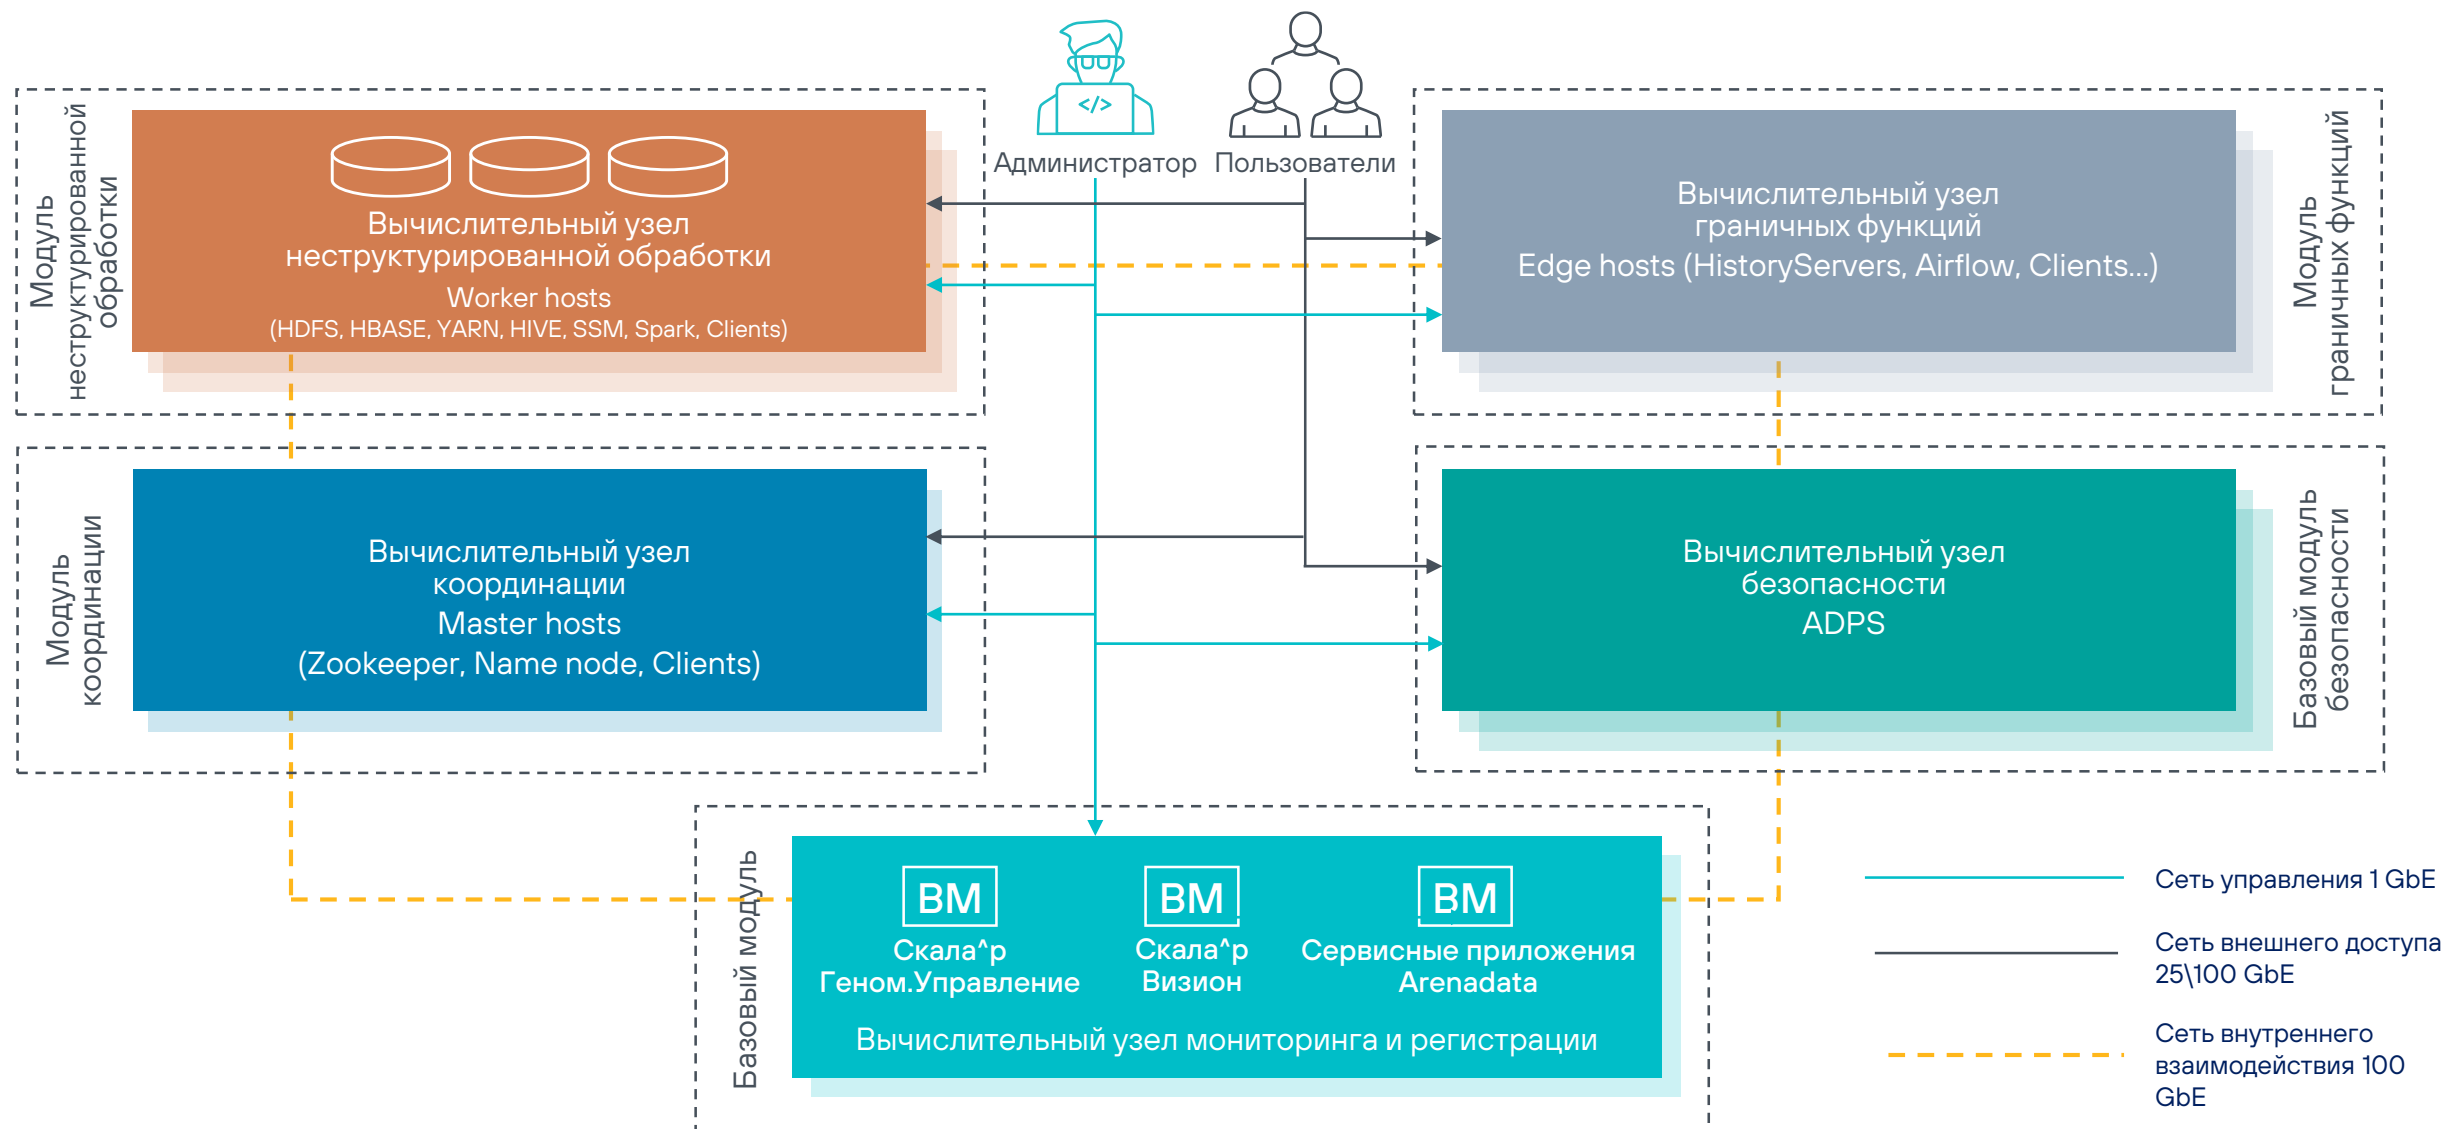 Администратор
Пользователи
Модуль
неструктурированной
обработки
Вычислительный узел
неструктурированной обработки
Worker hosts
(HDFS, HBASE, YARN, HIVE, SSM, Spark, Clients)
Вычислительный узел
граничных функций
Edge hosts (HistoryServers, Airflow, Clients...)
Модуль
граничных функций
Модуль
координации
Вычислительный узел
координации
Master hosts
(Zookeeper, Name node, Clients)
Вычислительный узел
безопасности
ADPS
Базовый модуль
безопасности
Базовый модуль
ВМ
Скала^р
Геном.Управление
ВМ
Скала^р
Визион
ВМ
Сервисные приложения
Arenadata
Вычислительный узел мониторинга и регистрации
Сеть управления 1 GbE
Сеть внешнего доступа
25\100 GbE
Сеть внутреннего
взаимодействия 100
GbE